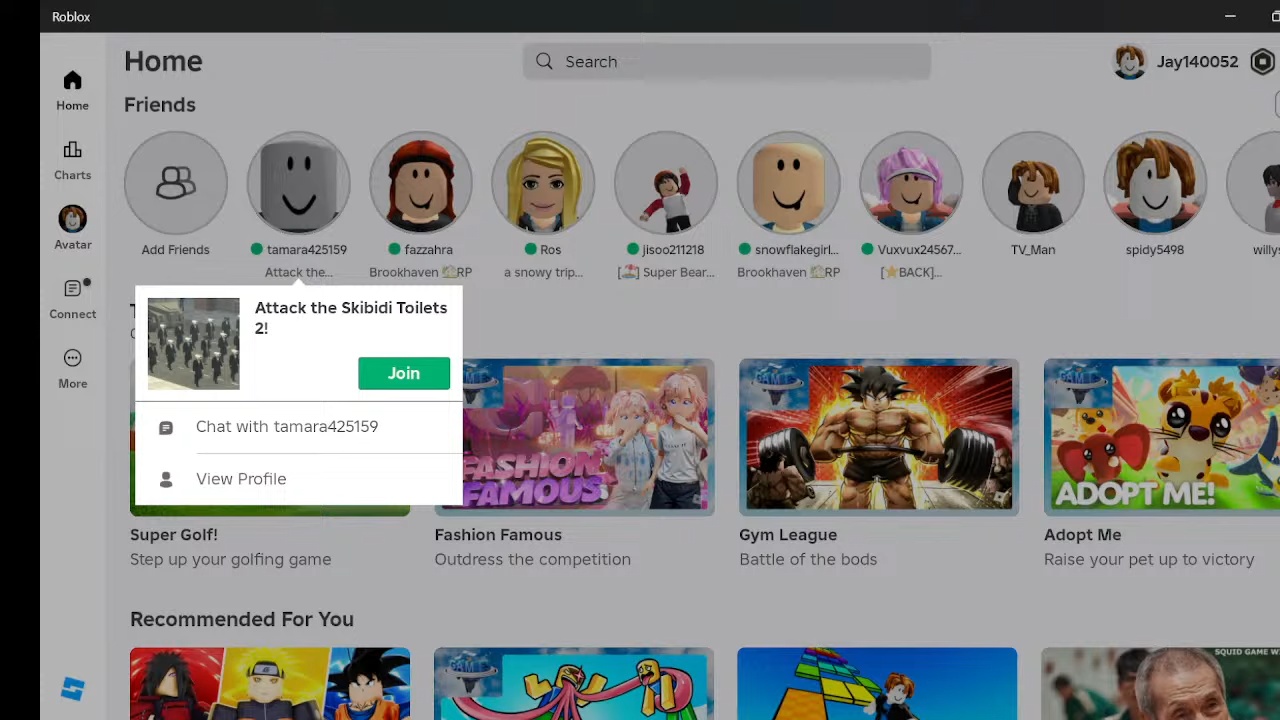 Roblox
Home
Search
Jay140052
Friends
Home
Charts
Avatar
Connect
More
Add Friends
tamara425159
Attack the...
fazzahra
Brookhaven 🏡RP
Ros
a snowy trip...
jisoo211218
Super Bear...
snowflakegirl...
Brookhaven 🏡RP
Vuxvux24567...
[⭐BACK]...
TV_Man
spidy5498
willys
Attack the Skibidi Toilets
2!
Join
Chat with tamara425159
View Profile
FASHION
FAMOUS
ADOPT ME!
Super Golf!
Step up your golfing game
Fashion Famous
Outdress the competition
Gym League
Battle of the bods
Adopt Me
Raise your pet up to victory
Recommended For You
SQUID GAME